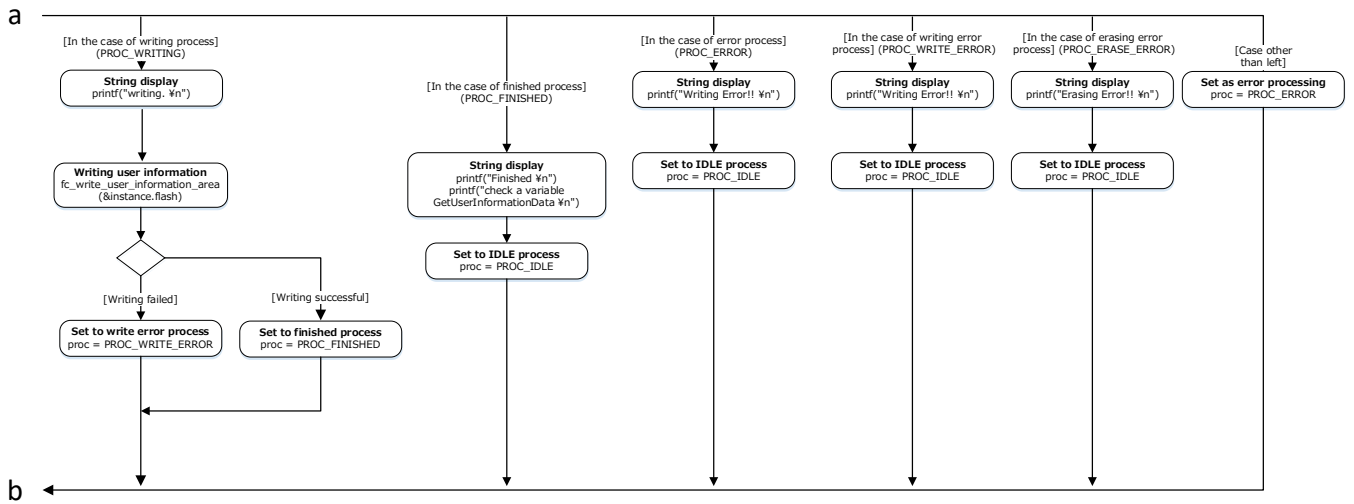 a
[In the case of writing process]
(PROC_WRITING)
String display
printf("writing. ¥n")
Writing user information
fc_write_user_information_area
(&instance.flash)
[Writing failed]
Set to write error process
proc = PROC_WRITE_ERROR
[Writing successful]
Set to finished process
proc = PROC_FINISHED
[In the case of finished process]
(PROC_FINISHED)
String display
printf("Finished ¥n")
printf("check a variable
GetUserInformationData ¥n")
Set to IDLE process
proc = PROC_IDLE
[In the case of error process]
(PROC_ERROR)
String display
printf("Writing Error!! ¥n")
Set to IDLE process
proc = PROC_IDLE
[In the case of writing error
process] (PROC_WRITE_ERROR)
String display
printf("Writing Error!! ¥n")
Set to IDLE process
proc = PROC_IDLE
[In the case of erasing error
process] (PROC_ERASE_ERROR)
String display
printf("Erasing Error!! ¥n")
Set to IDLE process
proc = PROC_IDLE
[Case other
than left]
Set as error processing
proc = PROC_ERROR
b